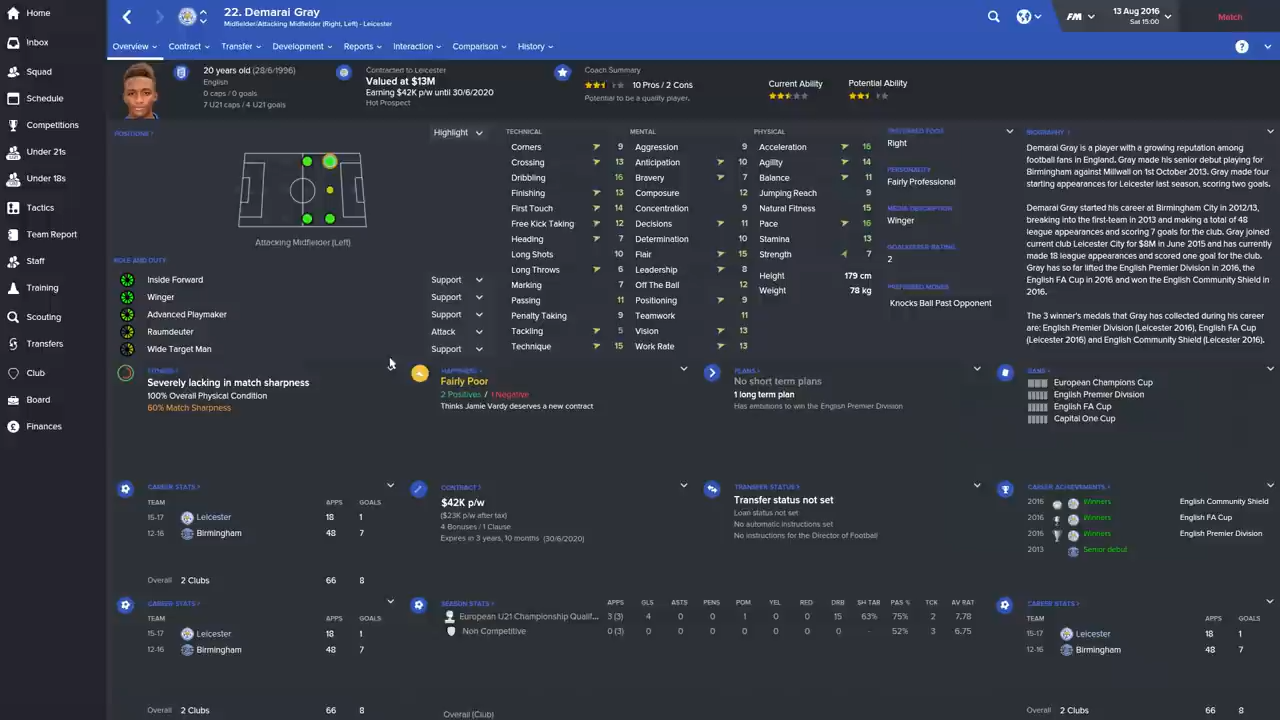 22. Demarai Gray
Midfielder/Attacking Midfielder (Right, Left) - Leicester
FM
13 Aug 2016
Sat 15:00
Match
Home
Inbox
Squad
Schedule
Competitions
Under 21s
Under 18s
Tactics
Team Report
Staff
Training
Scouting
Transfers
Club
Board
Finances
Overview
Contract
Transfer
Development
Reports
Interaction
Comparison
History
?
20 years old (28/6/1996)
English
0 caps / 0 goals
7 U21 caps / 4 U21 goals
Contracted to Leicester
Valued at $13M
Earning $42K p/w until 30/6/2020
Hot Prospect
Coach Summary
10 Pros / 2 Cons
Potential to be a quality player.
Current Ability
Potential Ability
POSITIONS
Highlight
Attacking Midfielder (Left)
ROLE AND DUTY
Inside Forward Support
Winger Support
Advanced Playmaker Support
Raumdeuter Attack
Wide Target Man Support
TECHNICAL
Corners 9
Crossing 13
Dribbling 16
Finishing 13
First Touch 14
Free Kick Taking 12
Heading 7
Long Shots 10
Long Throws 6
Marking 7
Passing 11
Penalty Taking 9
Tackling 5
Technique 15
MENTAL
Aggression 9
Anticipation 10
Bravery 7
Composure 12
Concentration 9
Decisions 11
Determination 10
Flair 15
Leadership 8
Off The Ball 12
Positioning 9
Teamwork 11
Vision 13
Work Rate 13
PHYSICAL
Acceleration 16
Agility 14
Balance 11
Jumping Reach 9
Natural Fitness 15
Pace 16
Stamina 13
Strength 7
Height 179 cm
Weight 78 kg
PREFERRED FOOT
Right
PERSONALITY
Fairly Professional
MEDIA DESCRIPTION
Winger
GOALKEEPER RATING
2
PREFERRED MOVES
Knocks Ball Past Opponent
BIOGRAPHY
Demarai Gray is a player with a growing reputation among
football fans in England. Gray made his senior debut playing for
Birmingham against Millwall on 1st October 2013. Gray made four
starting appearances for Leicester last season, scoring two goals.
Demarai Gray started his career at Birmingham City in 2012/13,
breaking into the first-team in 2013 and making a total of 48
league appearances and scoring 7 goals for the club. Gray joined
current club Leicester City for $8M in June 2015 and has currently
made 18 league appearances and scored one goal for the club.
Gray has so far lifted the English Premier Division in 2016, the
English FA Cup in 2016 and won the English Community Shield in
2016.
The 3 winner's medals that Gray has collected during his career
are: English Premier Division (Leicester 2016), English FA Cup
(Leicester 2016) and English Community Shield (Leicester 2016).
FITNESS
Severely lacking in match sharpness
100% Overall Physical Condition
60% Match Sharpness
HAPPINESS
Fairly Poor
2 Positives / 1 Negative
Thinks Jamie Vardy deserves a new contract
PLANS
No short term plans
1 long term plan
Has ambitions to win the English Premier Division
BANS
European Champions Cup
English Premier Division
English FA Cup
Capital One Cup
CAREER STATS
TEAM APPS GOALS
15-17 Leicester 18 1
12-16 Birmingham 48 7
Overall 2 Clubs 66 8
CONTRACT
$42K p/w
($23K p/w after tax)
4 Bonuses / 1 Clause
Expires in 3 years, 10 months (30/6/2020)
TRANSFER STATUS
Transfer status not set
Loan status not set
No automatic instructions set
No instructions for the Director of Football
CAREER ACHIEVEMENTS
2016 Winners English Community Shield
2016 Winners English FA Cup
2016 Winners English Premier Division
2013 Senior debut
CAREER STATS
TEAM APPS GOALS
15-17 Leicester 18 1
12-16 Birmingham 48 7
Overall 2 Clubs 66 8
SEASON STATS
APPS GLS ASTS PENS POM YEL RED DRB SH TAR PAS % TCK AV RAT
European U21 Championship Qualif... 3 (3) 4 0 0 1 0 0 15 63% 75% 2 7.78
Non Competitive 0 (3) 0 0 0 0 0 0 0 - 52% 3 6.75
Overall (Club)
CAREER STATS
TEAM APPS GOALS
15-17 Leicester 18 1
12-16 Birmingham 48 7
Overall 2 Clubs 66 8